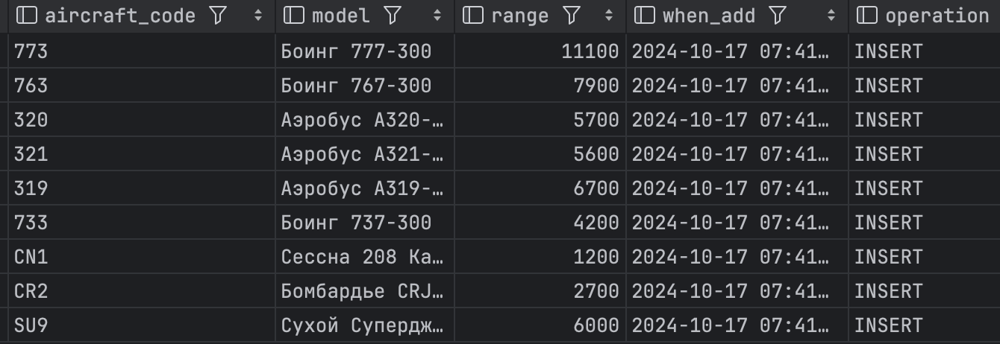 aircraft_code model range when_add operation
773 Боинг 777-300 11100 2024-10-17 07:41… INSERT
763 Боинг 767-300 7900 2024-10-17 07:41… INSERT
320 Аэробус A320-… 5700 2024-10-17 07:41… INSERT
321 Аэробус A321-… 5600 2024-10-17 07:41… INSERT
319 Аэробус A319-… 6700 2024-10-17 07:41… INSERT
733 Боинг 737-300 4200 2024-10-17 07:41… INSERT
CN1 Сессна 208 Ка… 1200 2024-10-17 07:41… INSERT
CR2 Бомбардье CRJ… 2700 2024-10-17 07:41… INSERT
SU9 Сухой Супердж… 6000 2024-10-17 07:41… INSERT